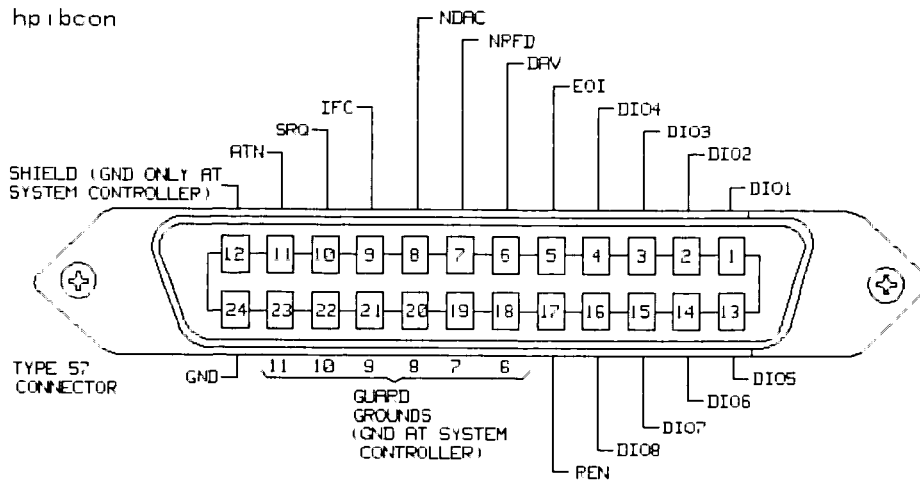 hpibcon
NDAC
NRFD
DAV
EOI
IFC
DIO4
SRQ
DIO3
ATN
DIO2
SHIELD (GND ONLY AT
SYSTEM CONTROLLER)
DIO1
12 11 10 9 8 7 6 5 4 3 2 1
24 23 22 21 20 19 18 17 16 15 14 13
TYPE 57
CONNECTOR
GND
11 10 9 8 7 6
DIO5
GUARD
GROUNDS
(GND AT SYSTEM
CONTROLLER)
DIO6
DIO7
DIO8
REN